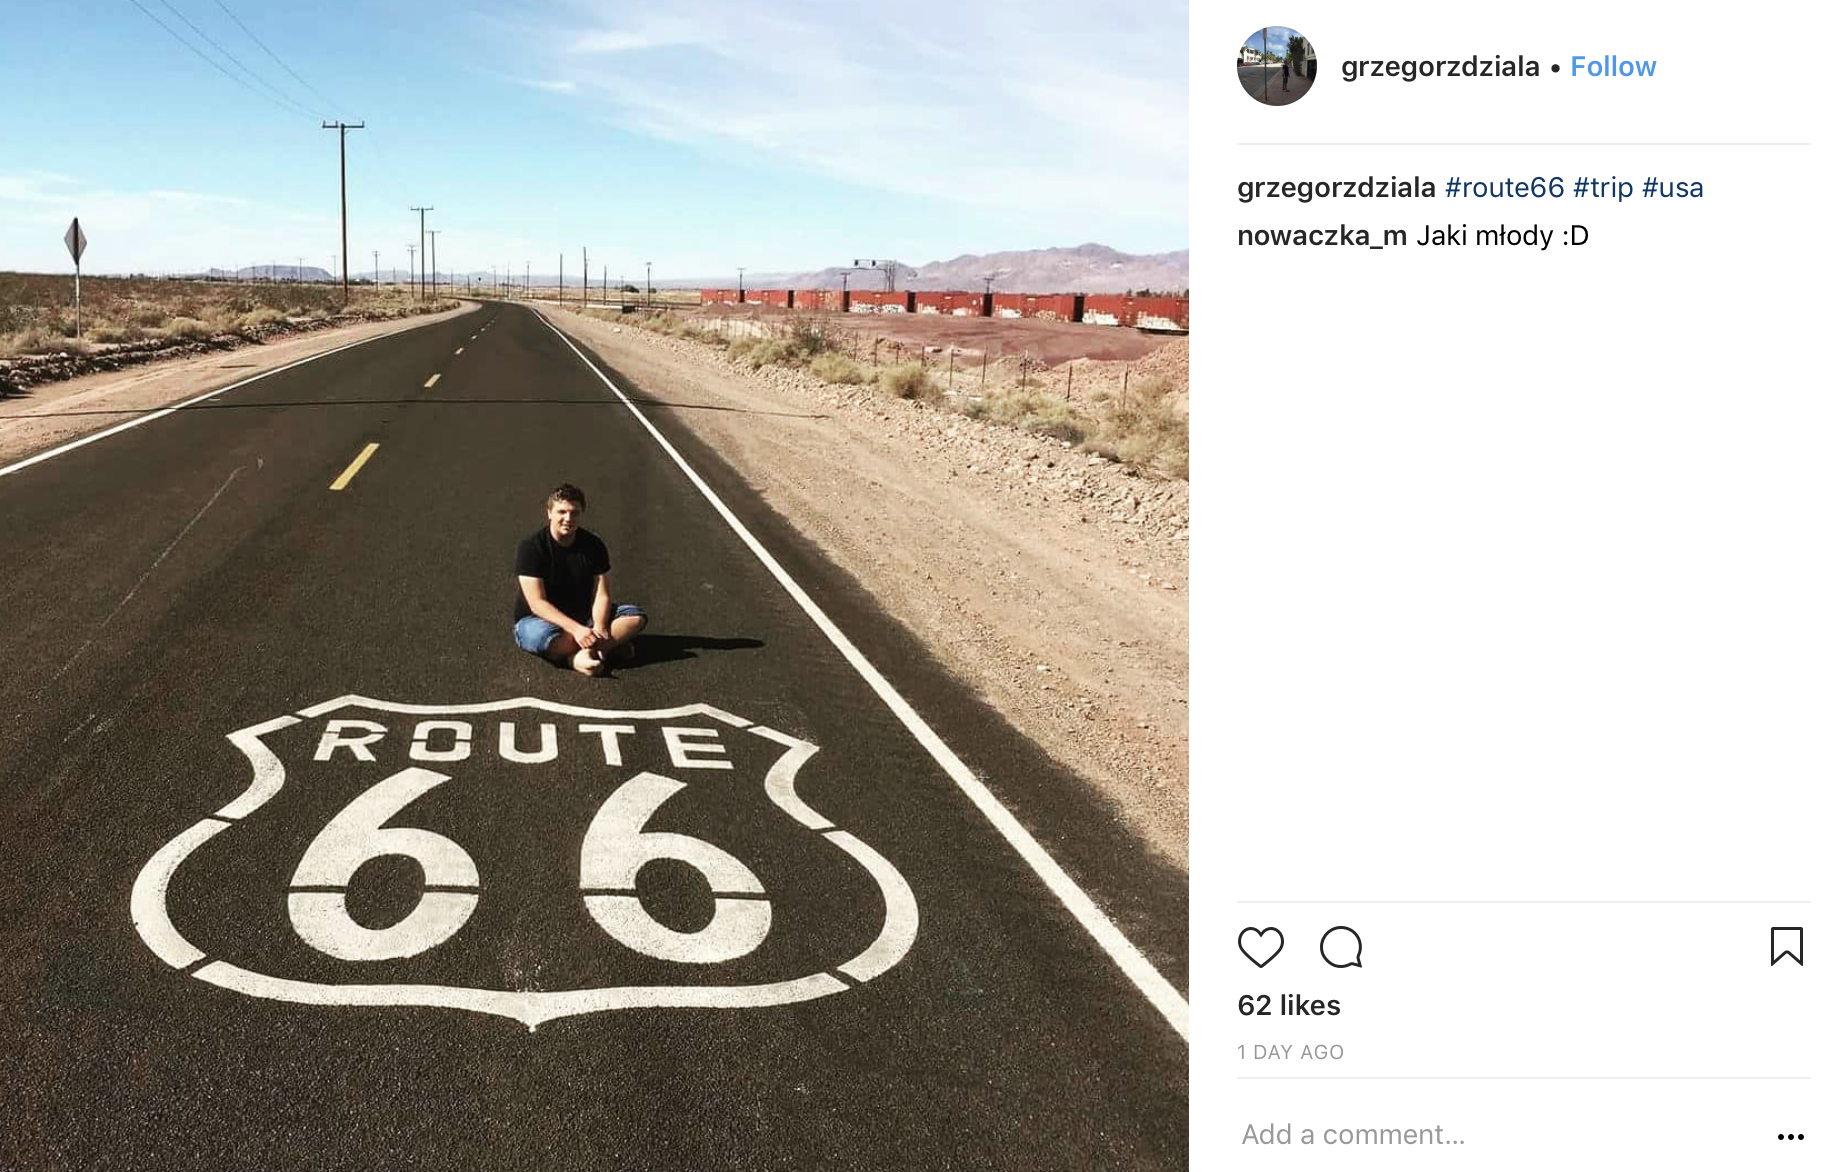 grzegorzdziala • Follow
grzegorzdziala #route66 #trip #usa
nowaczka_m Jaki młody :D
ROUTE
66
62 likes
1 DAY AGO
Add a comment...